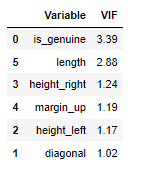 Variable VIF
0 is_genuine 3.39
5 length 2.88
3 height_right 1.24
4 margin_up 1.19
2 height_left 1.17
1 diagonal 1.02